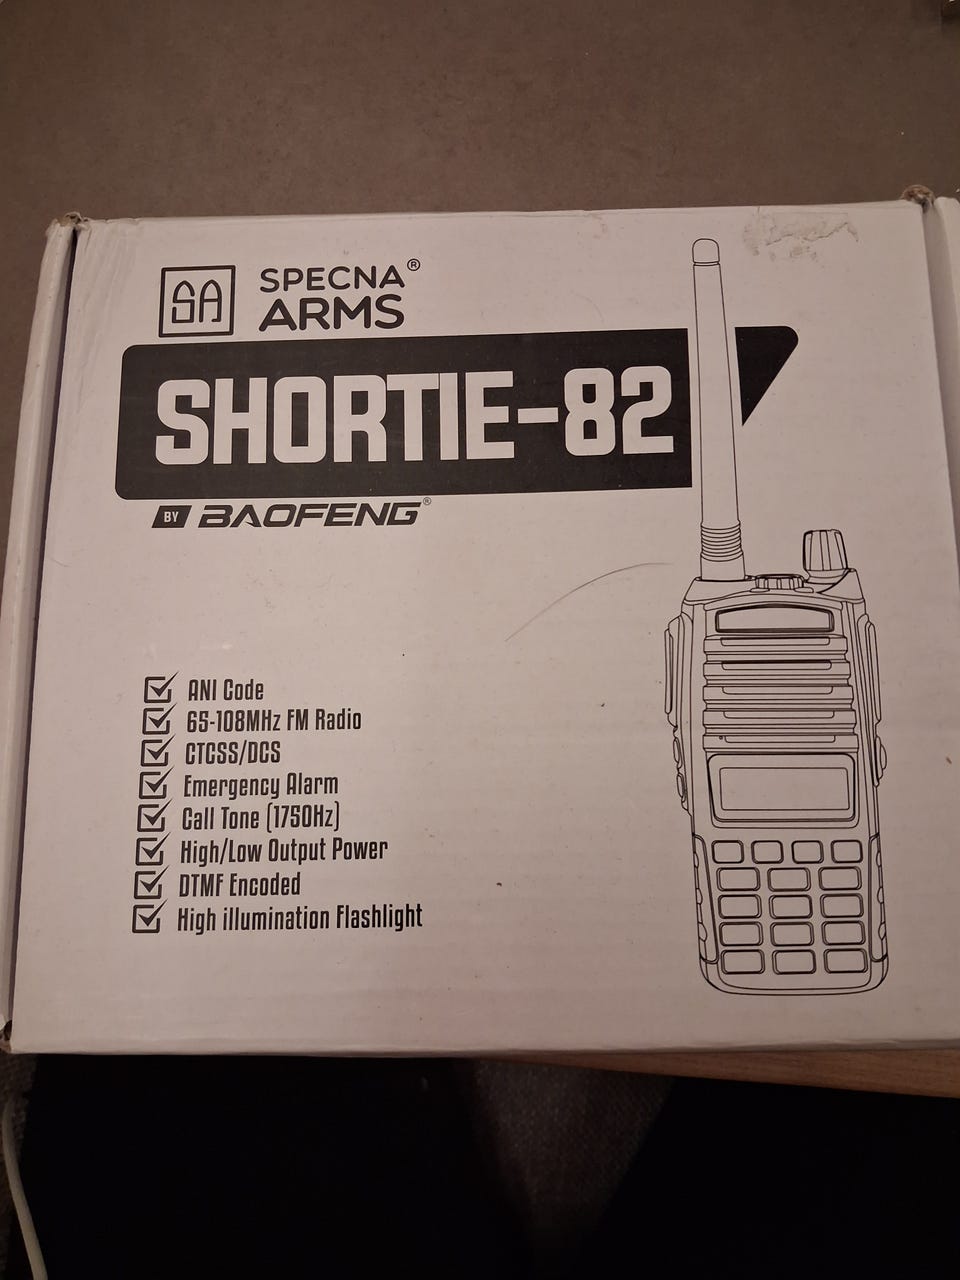 SA
SPECNA®
ARMS
SHORTIE-82
BY BAOFENG®
ANI Code
65-108MHz FM Radio
CTCSS/DCS
Emergency Alarm
Call Tone (1750Hz)
High/Low Output Power
DTMF Encoded
High illumination Flashlight